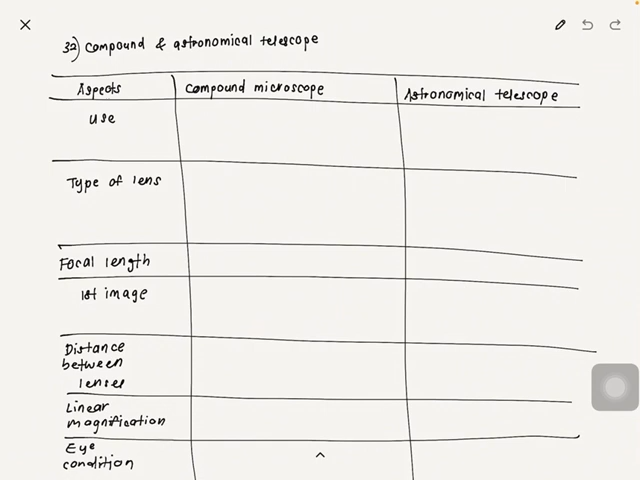 32) compound & astronomical telescope
Aspects compound microscope Astronomical telescope
use
Type of lens
Focal length
1st image
Distance
between
lenses
Linear
magnification
Eye
condition